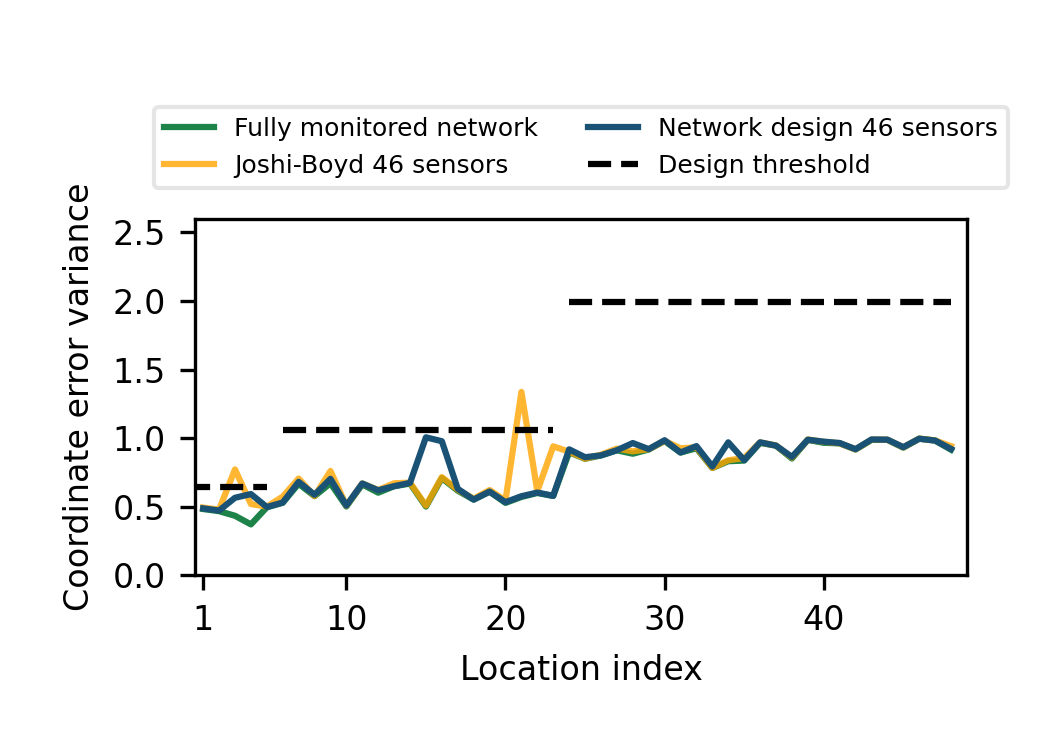 Fully monitored network
Network design 46 sensors
Joshi-Boyd 46 sensors
Design threshold
Coordinate error variance
2.5
2.0
1.5
1.0
0.5
0.0
1 10 20 30 40
Location index